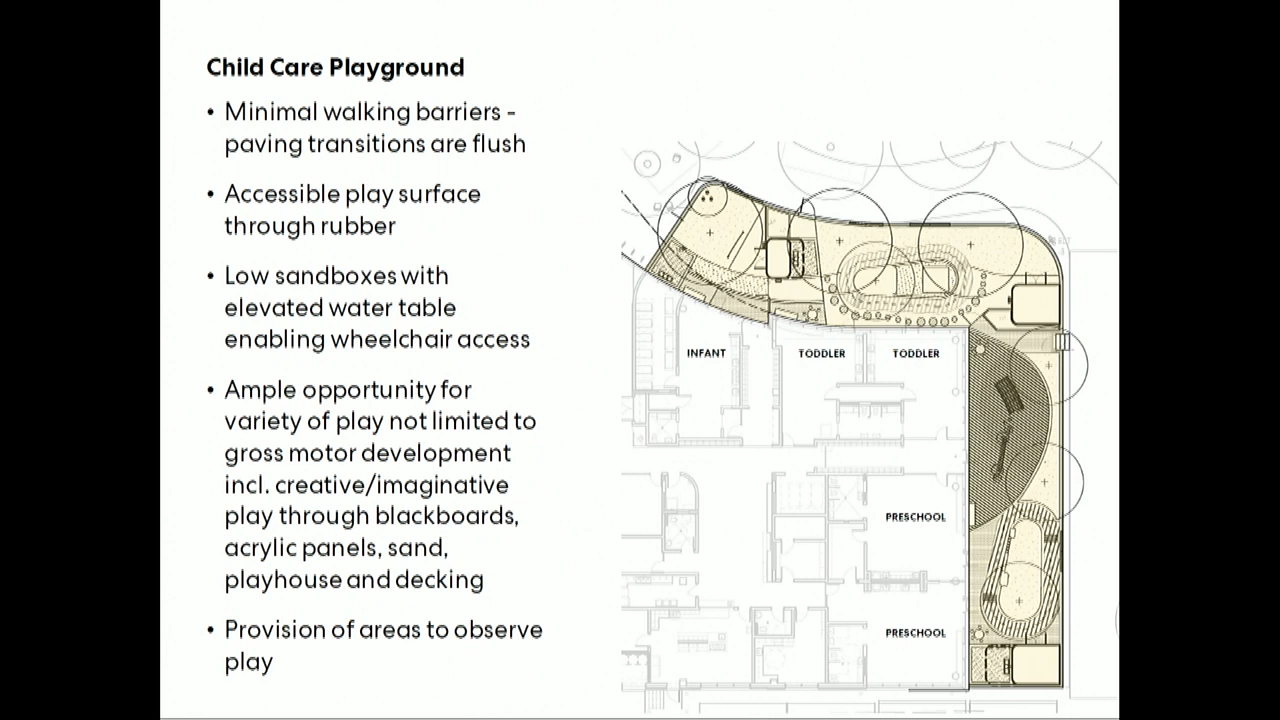 Child Care Playground
• Minimal walking barriers -
paving transitions are flush
• Accessible play surface
through rubber
• Low sandboxes with
elevated water table
enabling wheelchair access
• Ample opportunity for
variety of play not limited to
gross motor development
incl. creative/imaginative
play through blackboards,
acrylic panels, sand,
playhouse and decking
• Provision of areas to observe
play
INFANT
TODDLER
TODDLER
PRESCHOOL
PRESCHOOL